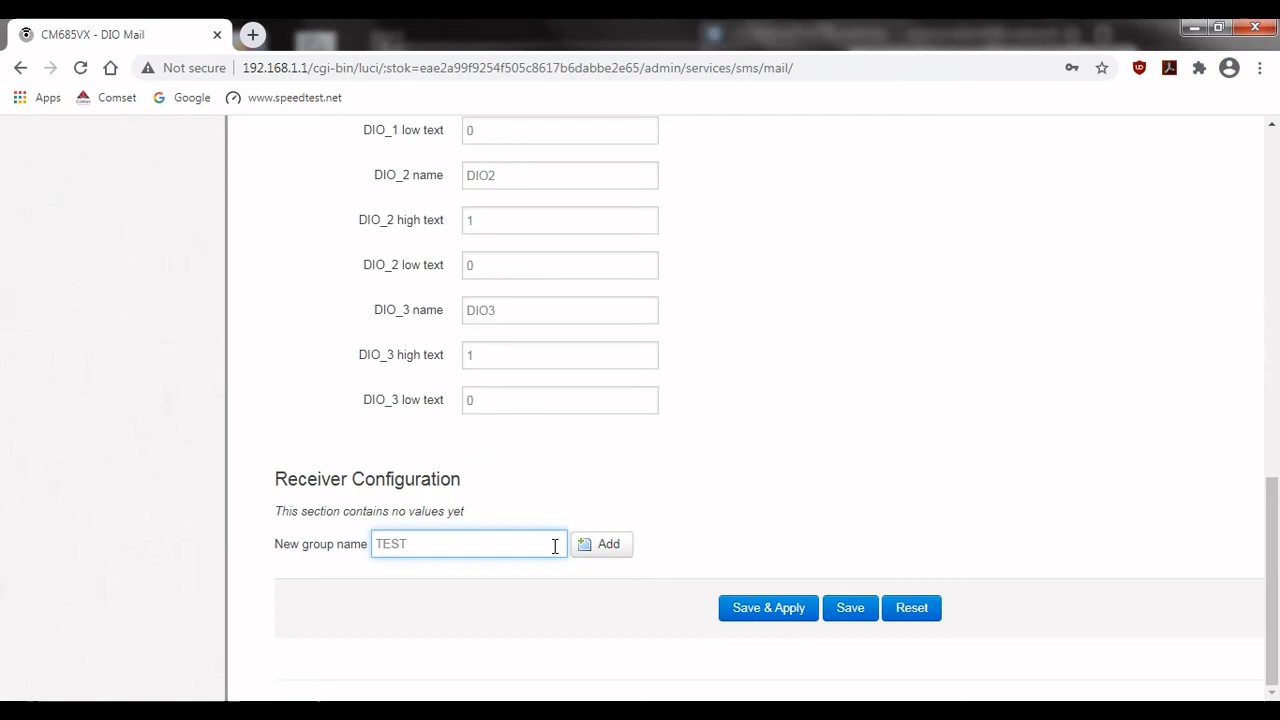 CM685VX - DIO Mail
Not secure 192.168.1.1/cgi-bin/luci/;stok=eae2a99f9254f505c8617b6dabbe2e65/admin/services/sms/mail/
Apps Comset Google www.speedtest.net
DIO_1 low text 0
DIO_2 name DIO2
DIO_2 high text 1
DIO_2 low text 0
DIO_3 name DIO3
DIO_3 high text 1
DIO_3 low text 0
Receiver Configuration
This section contains no values yet
New group name TEST Add
Save & Apply Save Reset